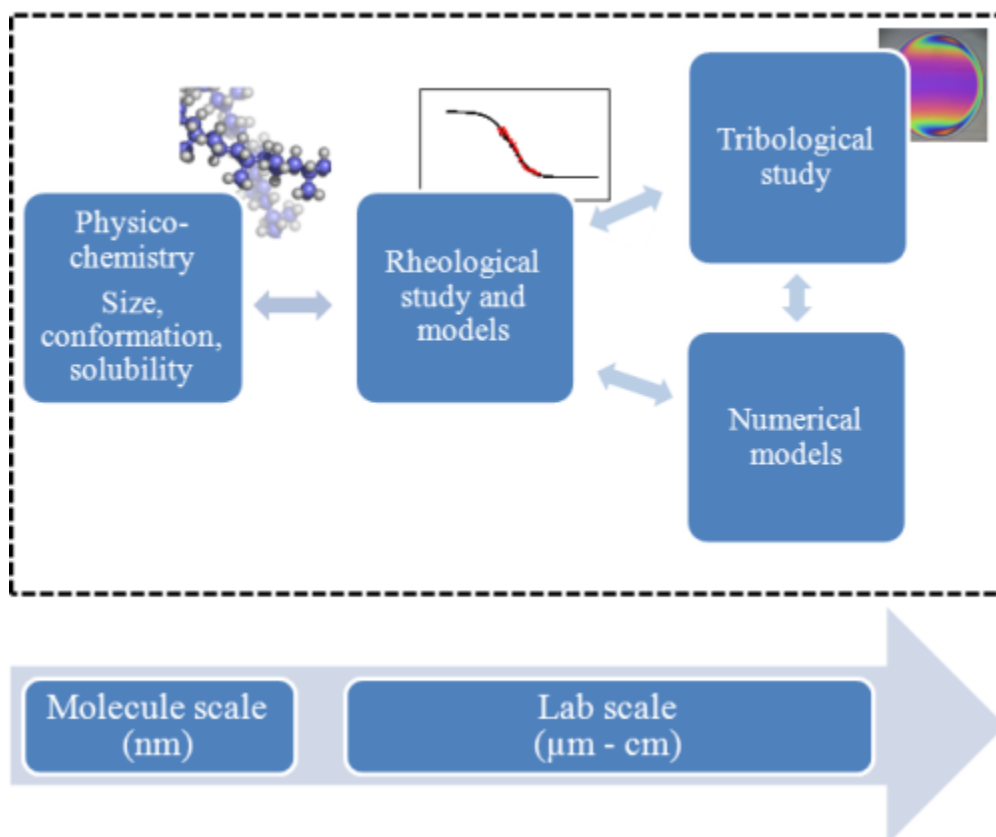 Physico-
chemistry
Size,
conformation,
solubility
Rheological
study and
models
Tribological
study
Numerical
models
Molecule scale
(nm)
Lab scale
(µm - cm)